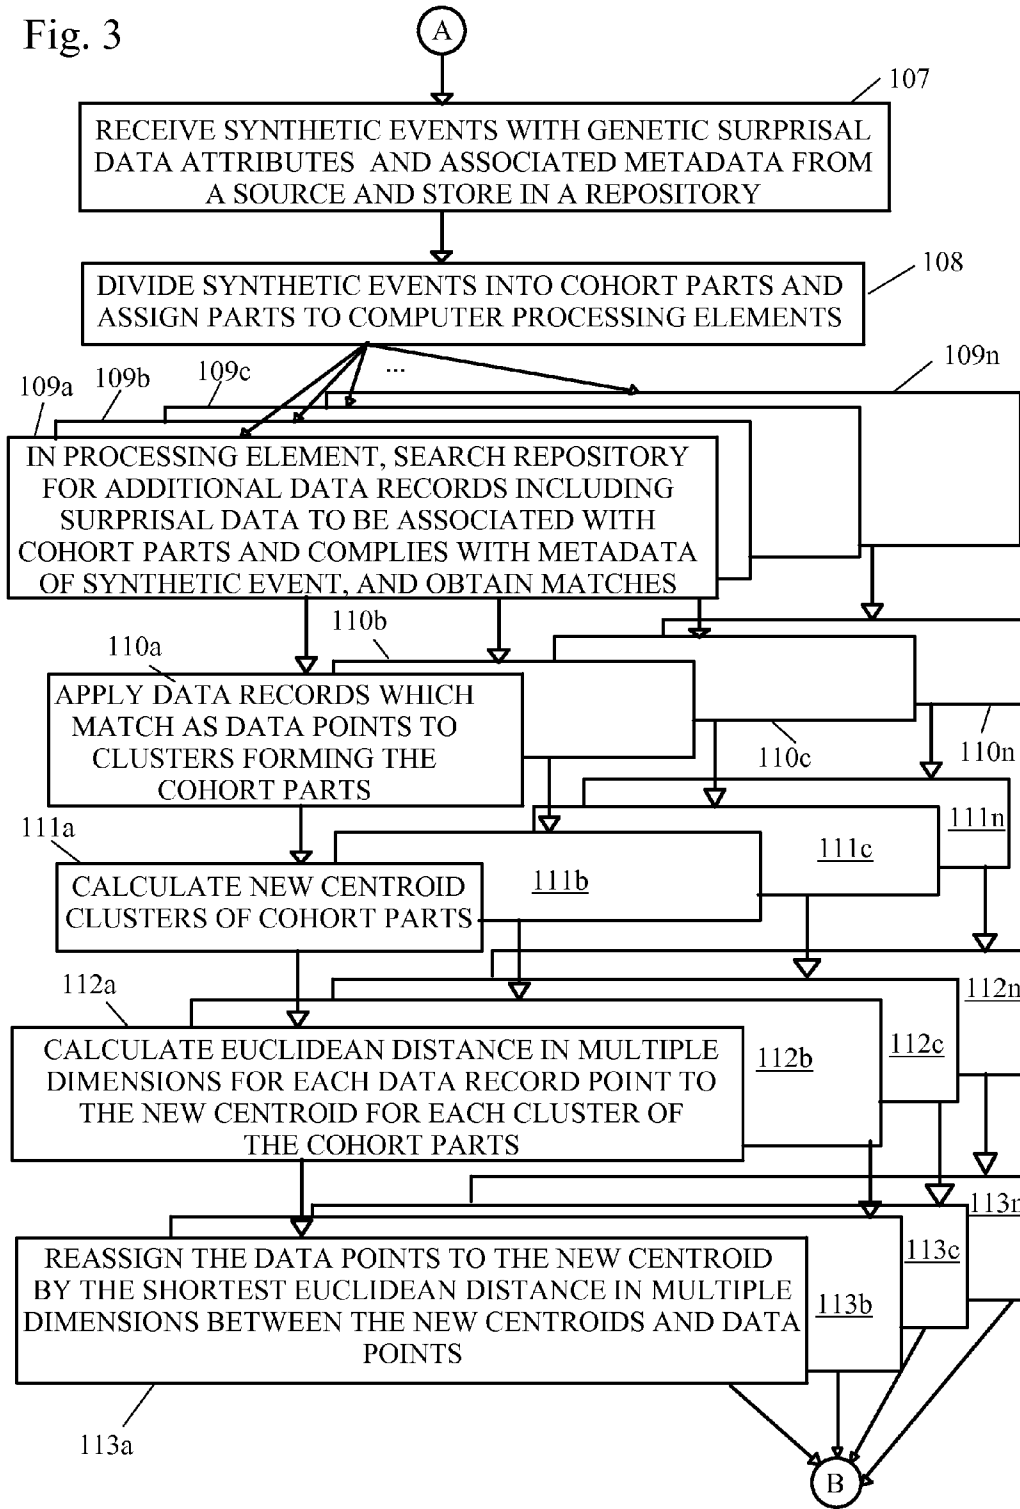 Fig. 3
A
107
RECEIVE SYNTHETIC EVENTS WITH GENETIC SURPRISAL
DATA ATTRIBUTES AND ASSOCIATED METADATA FROM
A SOURCE AND STORE IN A REPOSITORY
108
DIVIDE SYNTHETIC EVENTS INTO COHORT PARTS AND
ASSIGN PARTS TO COMPUTER PROCESSING ELEMENTS
...
109a
109b
109c
109n
IN PROCESSING ELEMENT, SEARCH REPOSITORY
FOR ADDITIONAL DATA RECORDS INCLUDING
SURPRISAL DATA TO BE ASSOCIATED WITH
COHORT PARTS AND COMPLIES WITH METADATA
OF SYNTHETIC EVENT, AND OBTAIN MATCHES
110a
110b
110c
110n
APPLY DATA RECORDS WHICH
MATCH AS DATA POINTS TO
CLUSTERS FORMING THE
COHORT PARTS
111a
111b
111c
111n
CALCULATE NEW CENTROID
CLUSTERS OF COHORT PARTS
112a
112b
112c
112n
CALCULATE EUCLIDEAN DISTANCE IN MULTIPLE
DIMENSIONS FOR EACH DATA RECORD POINT TO
THE NEW CENTROID FOR EACH CLUSTER OF
THE COHORT PARTS
113n
113c
113b
REASSIGN THE DATA POINTS TO THE NEW CENTROID
BY THE SHORTEST EUCLIDEAN DISTANCE IN MULTIPLE
DIMENSIONS BETWEEN THE NEW CENTROIDS AND DATA
POINTS
113a
B